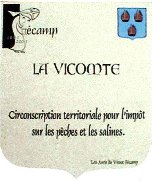 Fécamp
LA VICOMTE
Circonscription territoriale pour l'impôt
sur les pêches et les salines.
Les Amis du Vieux Fécamp